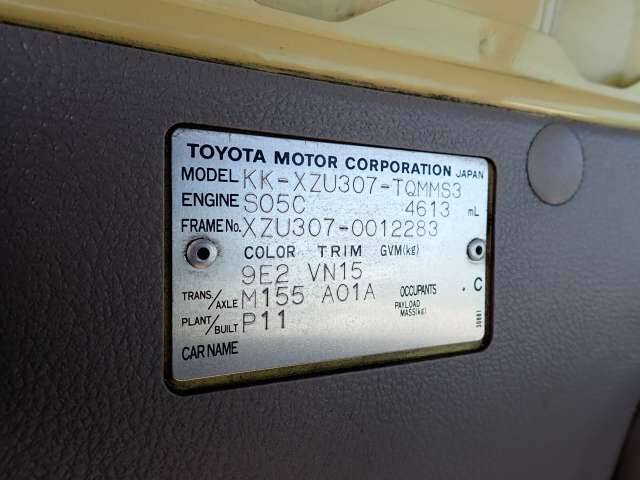 TOYOTA MOTOR CORPORATION JAPAN
MODEL KK-XZU307-TQMMS3
ENGINE S05C 4613 mL
FRAME No. XZU307-0012283
COLOR TRIM GVM(kg)
9E2 VN15
TRANS/AXLE M155 A01A OCCUPANTS . C
PAYLOAD MASS(kg)
PLANT/BUILT P11
CAR NAME